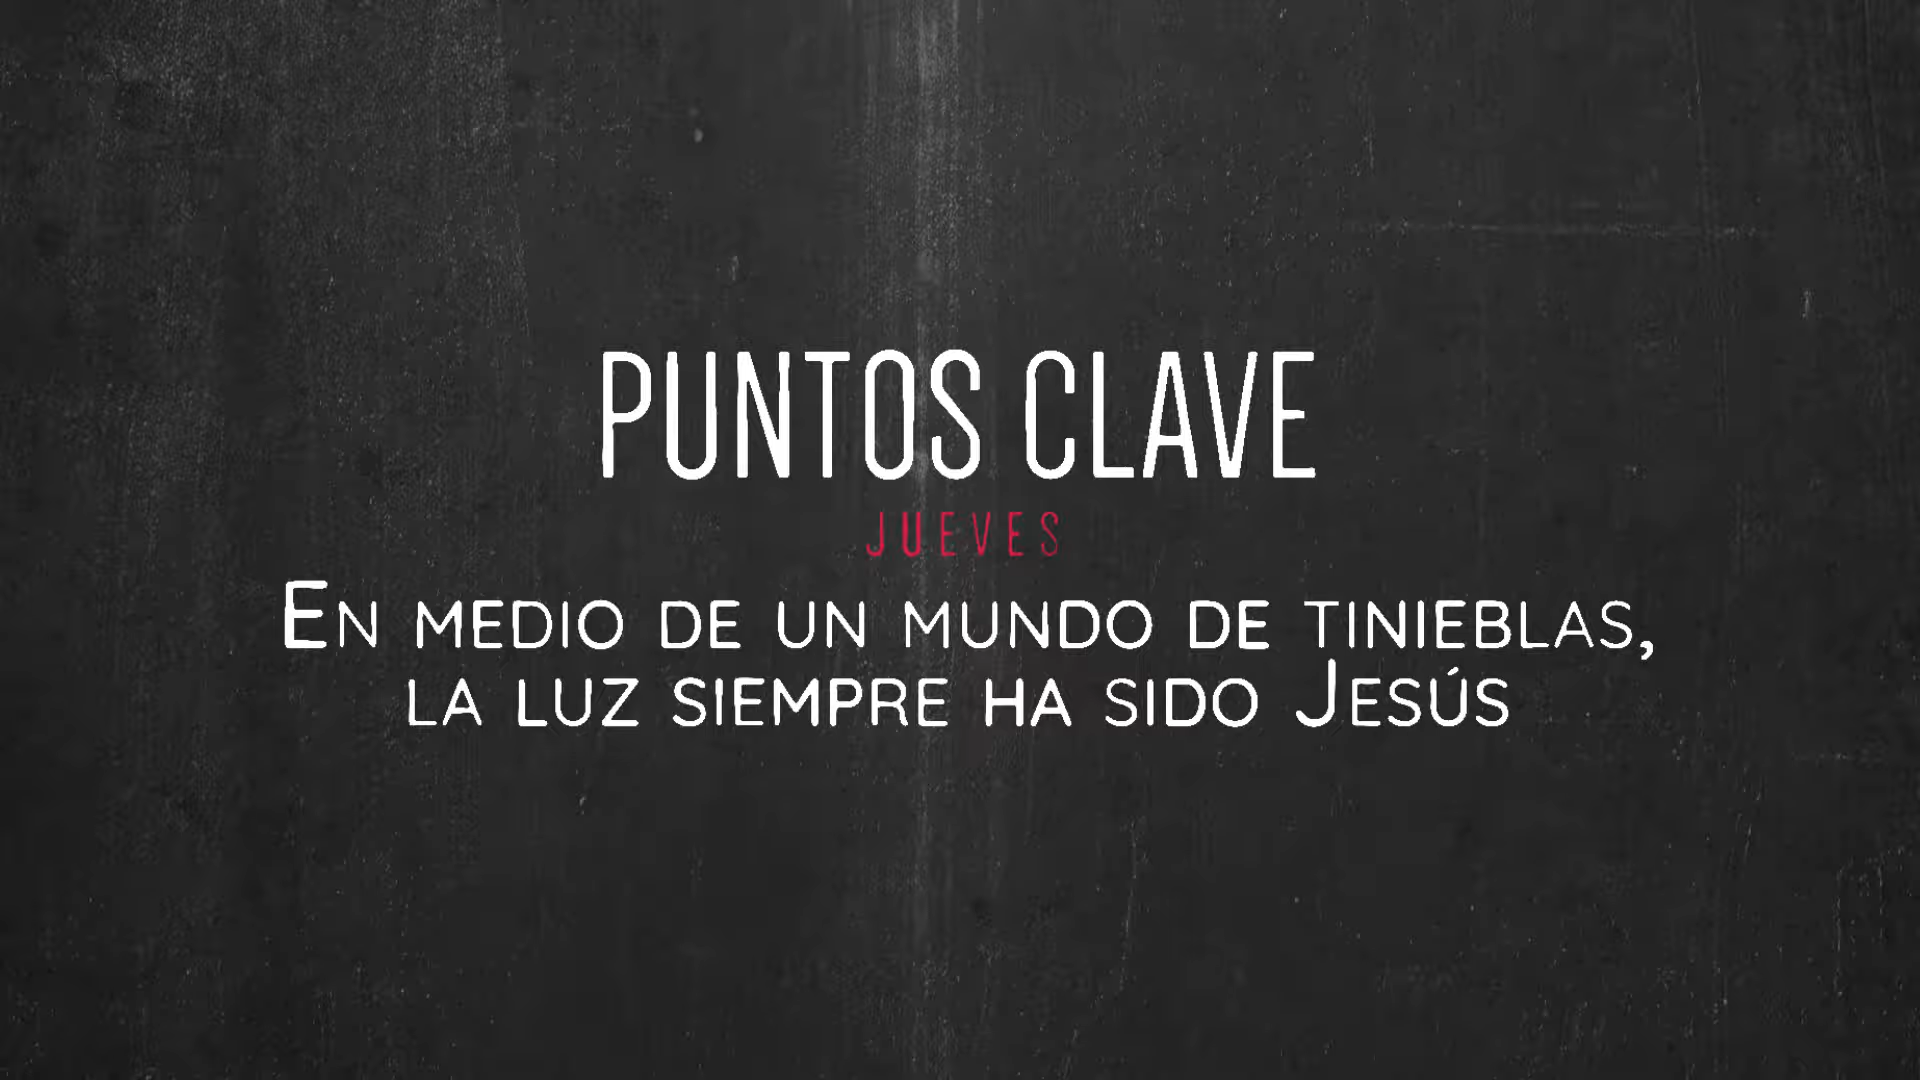 PUNTOS CLAVE
JUEVES
En medio de un mundo de tinieblas,
la luz siempre ha sido Jesús